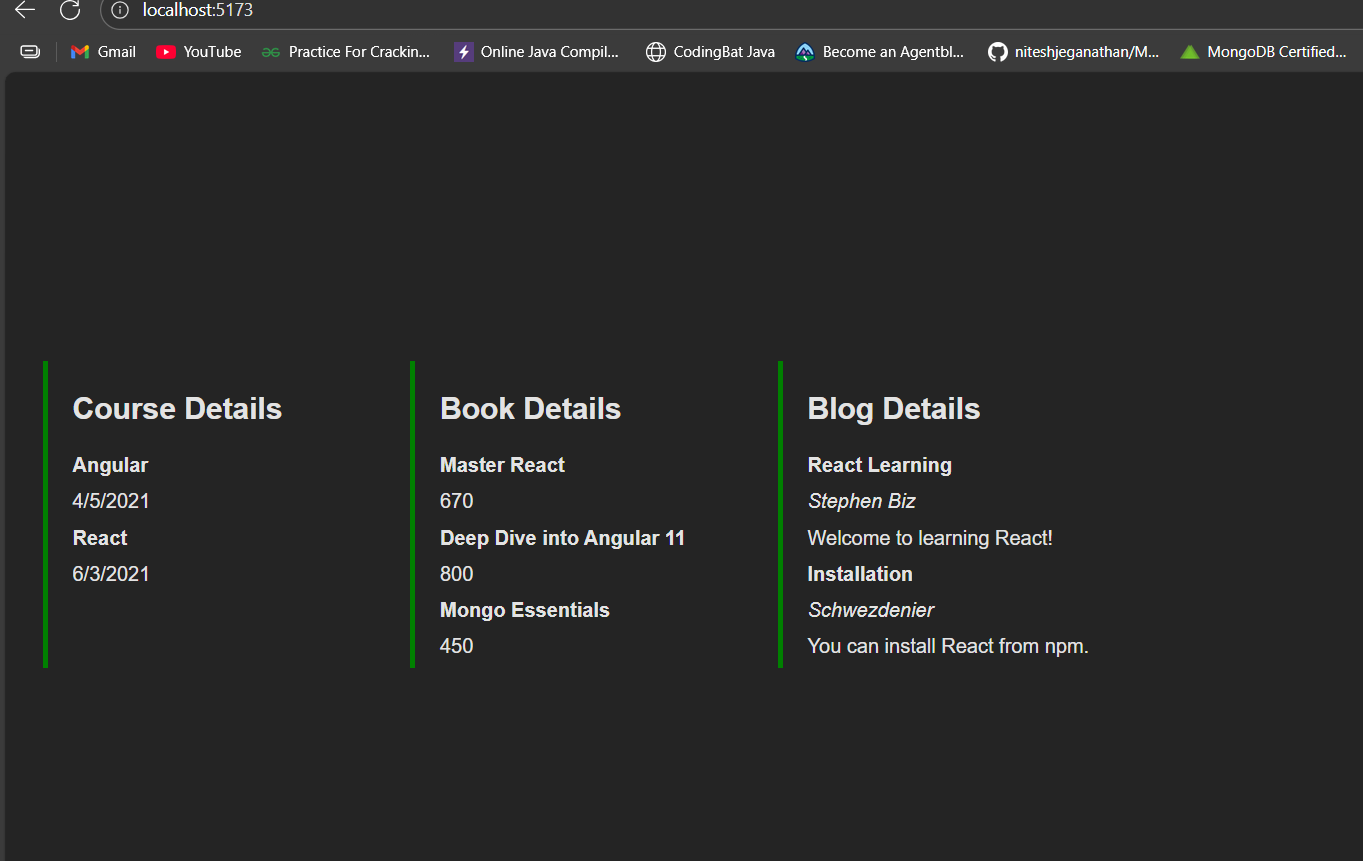 localhost:5173
Gmail
YouTube
Practice For Crackin...
Online Java Compil...
CodingBat Java
Become an Agentbl...
niteshjeganathan/M...
MongoDB Certified...
Course Details
Angular
4/5/2021
React
6/3/2021
Book Details
Master React
670
Deep Dive into Angular 11
800
Mongo Essentials
450
Blog Details
React Learning
Stephen Biz
Welcome to learning React!
Installation
Schwezdenier
You can install React from npm.